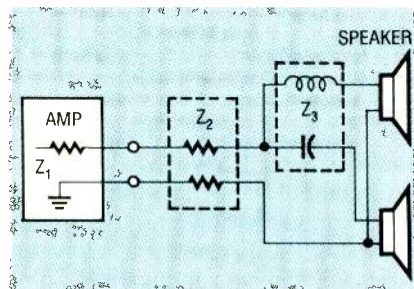 SPEAKER
AMP
Z₂
Z₃
Z₁